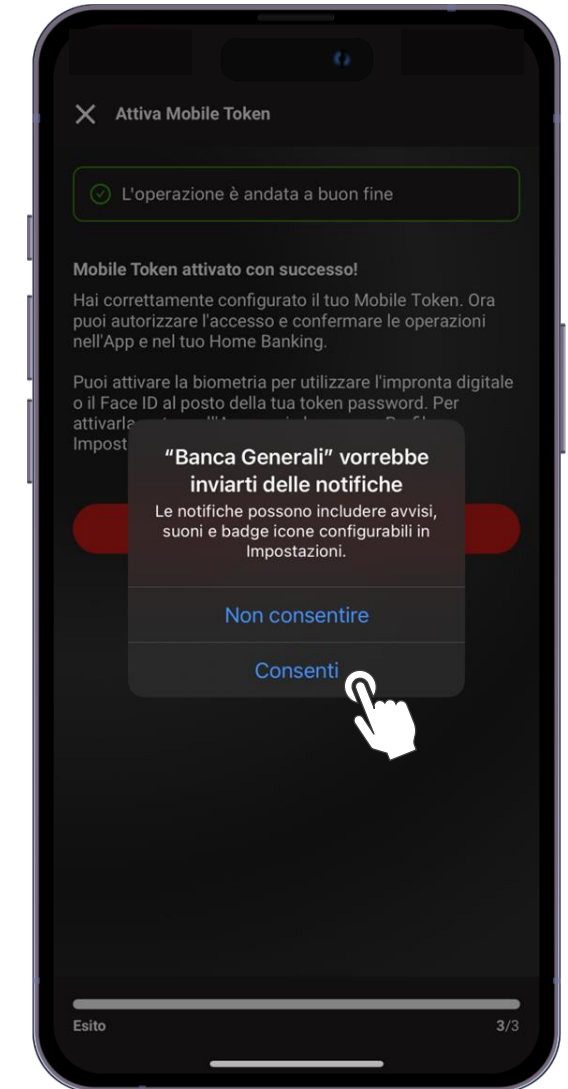 Attiva Mobile Token
L'operazione è andata a buon fine
Mobile Token attivato con successo!
Hai correttamente configurato il tuo Mobile Token. Ora
puoi autorizzare l'accesso e confermare le operazioni
nell'App e nel tuo Home Banking.
Puoi attivare la biometria per utilizzare l'impronta digitale
o il Face ID al posto della tua token password. Per
attivarla
Impost
“Banca Generali” vorrebbe
inviarti delle notifiche
Le notifiche possono includere avvisi,
suoni e badge icone configurabili in
Impostazioni.
Non consentire
Consenti
Esito
3/3